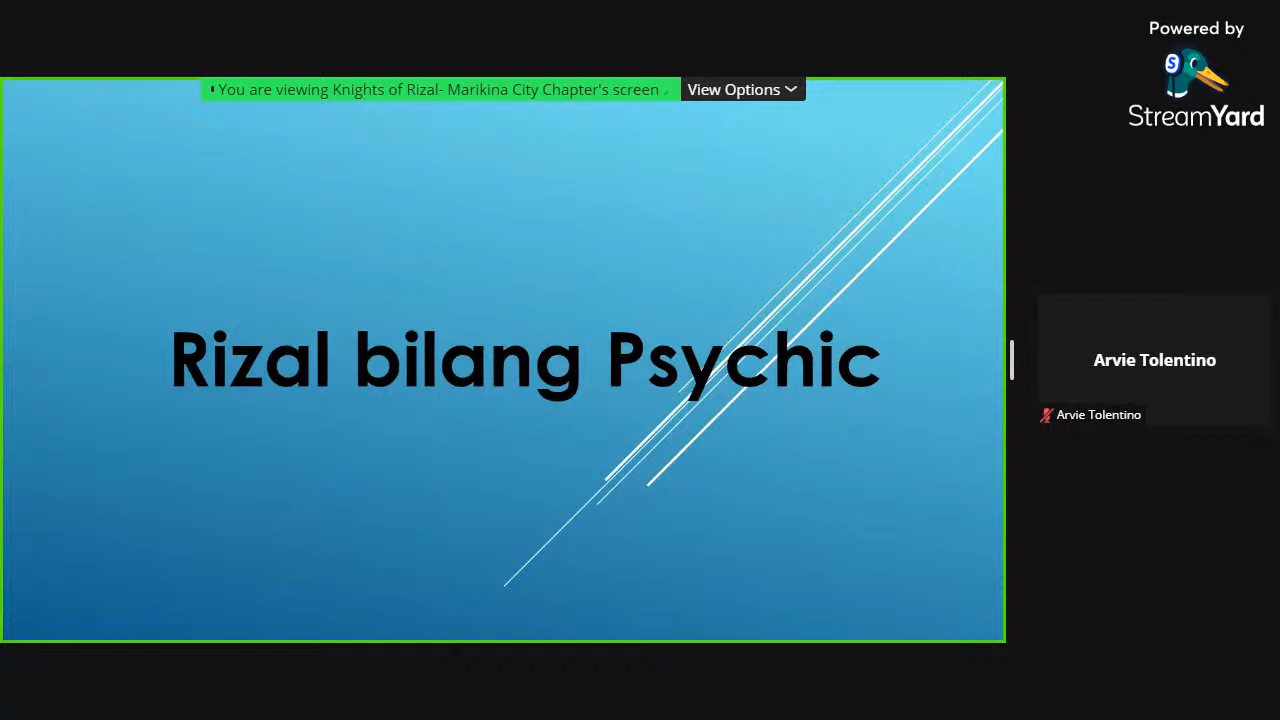 Powered by
StreamYard
You are viewing Knights of Rizal- Marikina City Chapter's screen
View Options
Rizal bilang Psychic
Arvie Tolentino
Arvie Tolentino